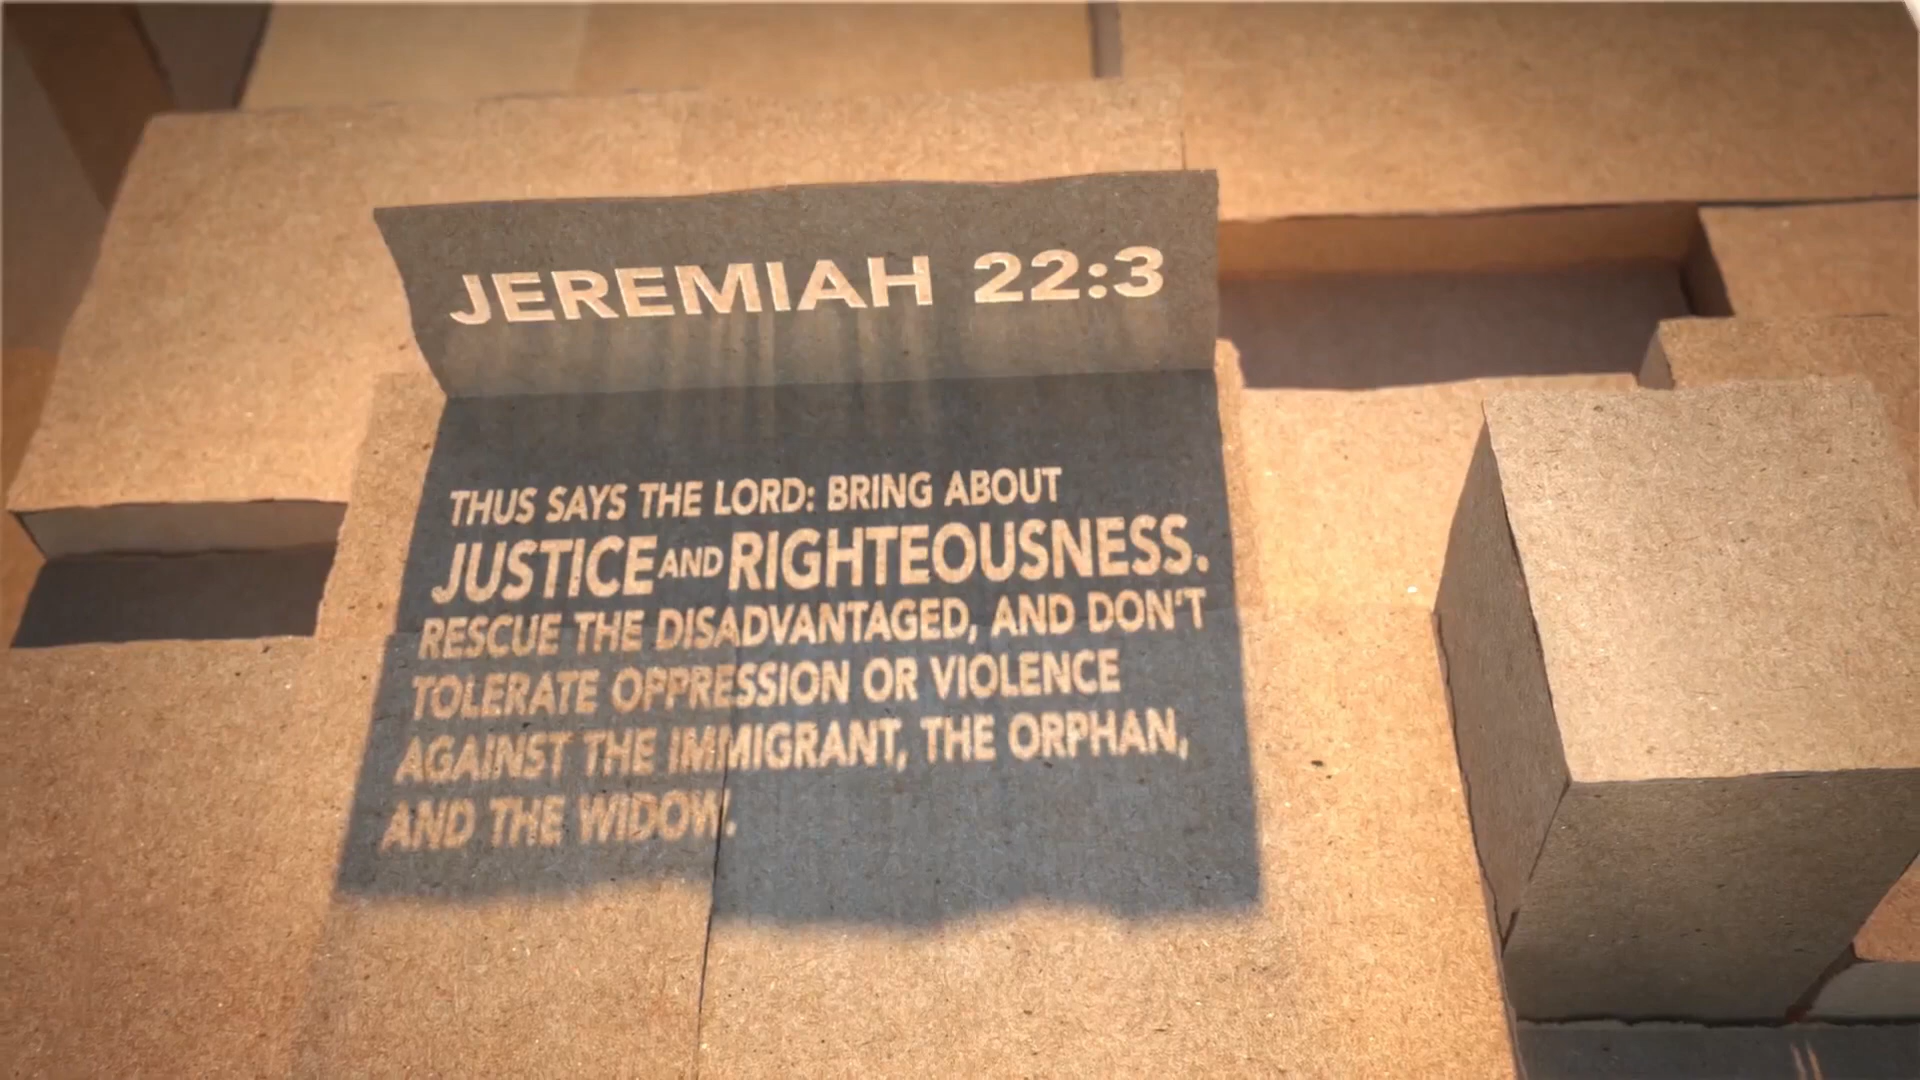 JEREMIAH 22:3
THUS SAYS THE LORD: BRING ABOUT
JUSTICE AND RIGHTEOUSNESS.
RESCUE THE DISADVANTAGED, AND DON'T
TOLERATE OPPRESSION OR VIOLENCE
AGAINST THE IMMIGRANT, THE ORPHAN,
AND THE WIDOW.